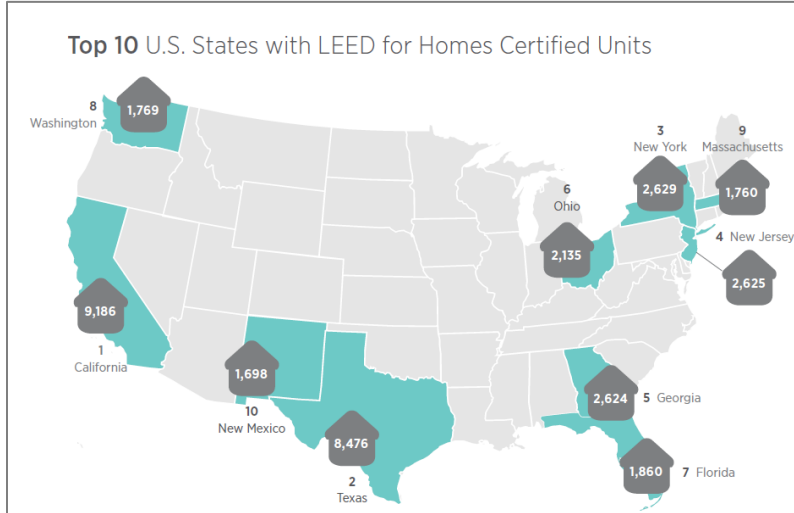 Top 10 U.S. States with LEED for Homes Certified Units
8
Washington
1,769
3
New York
2,629
9
Massachusetts
1,760
6
Ohio
2,135
4 New Jersey
2,625
9,186
1
California
1,698
10
New Mexico
8,476
2
Texas
2,624
5 Georgia
1,860
7 Florida